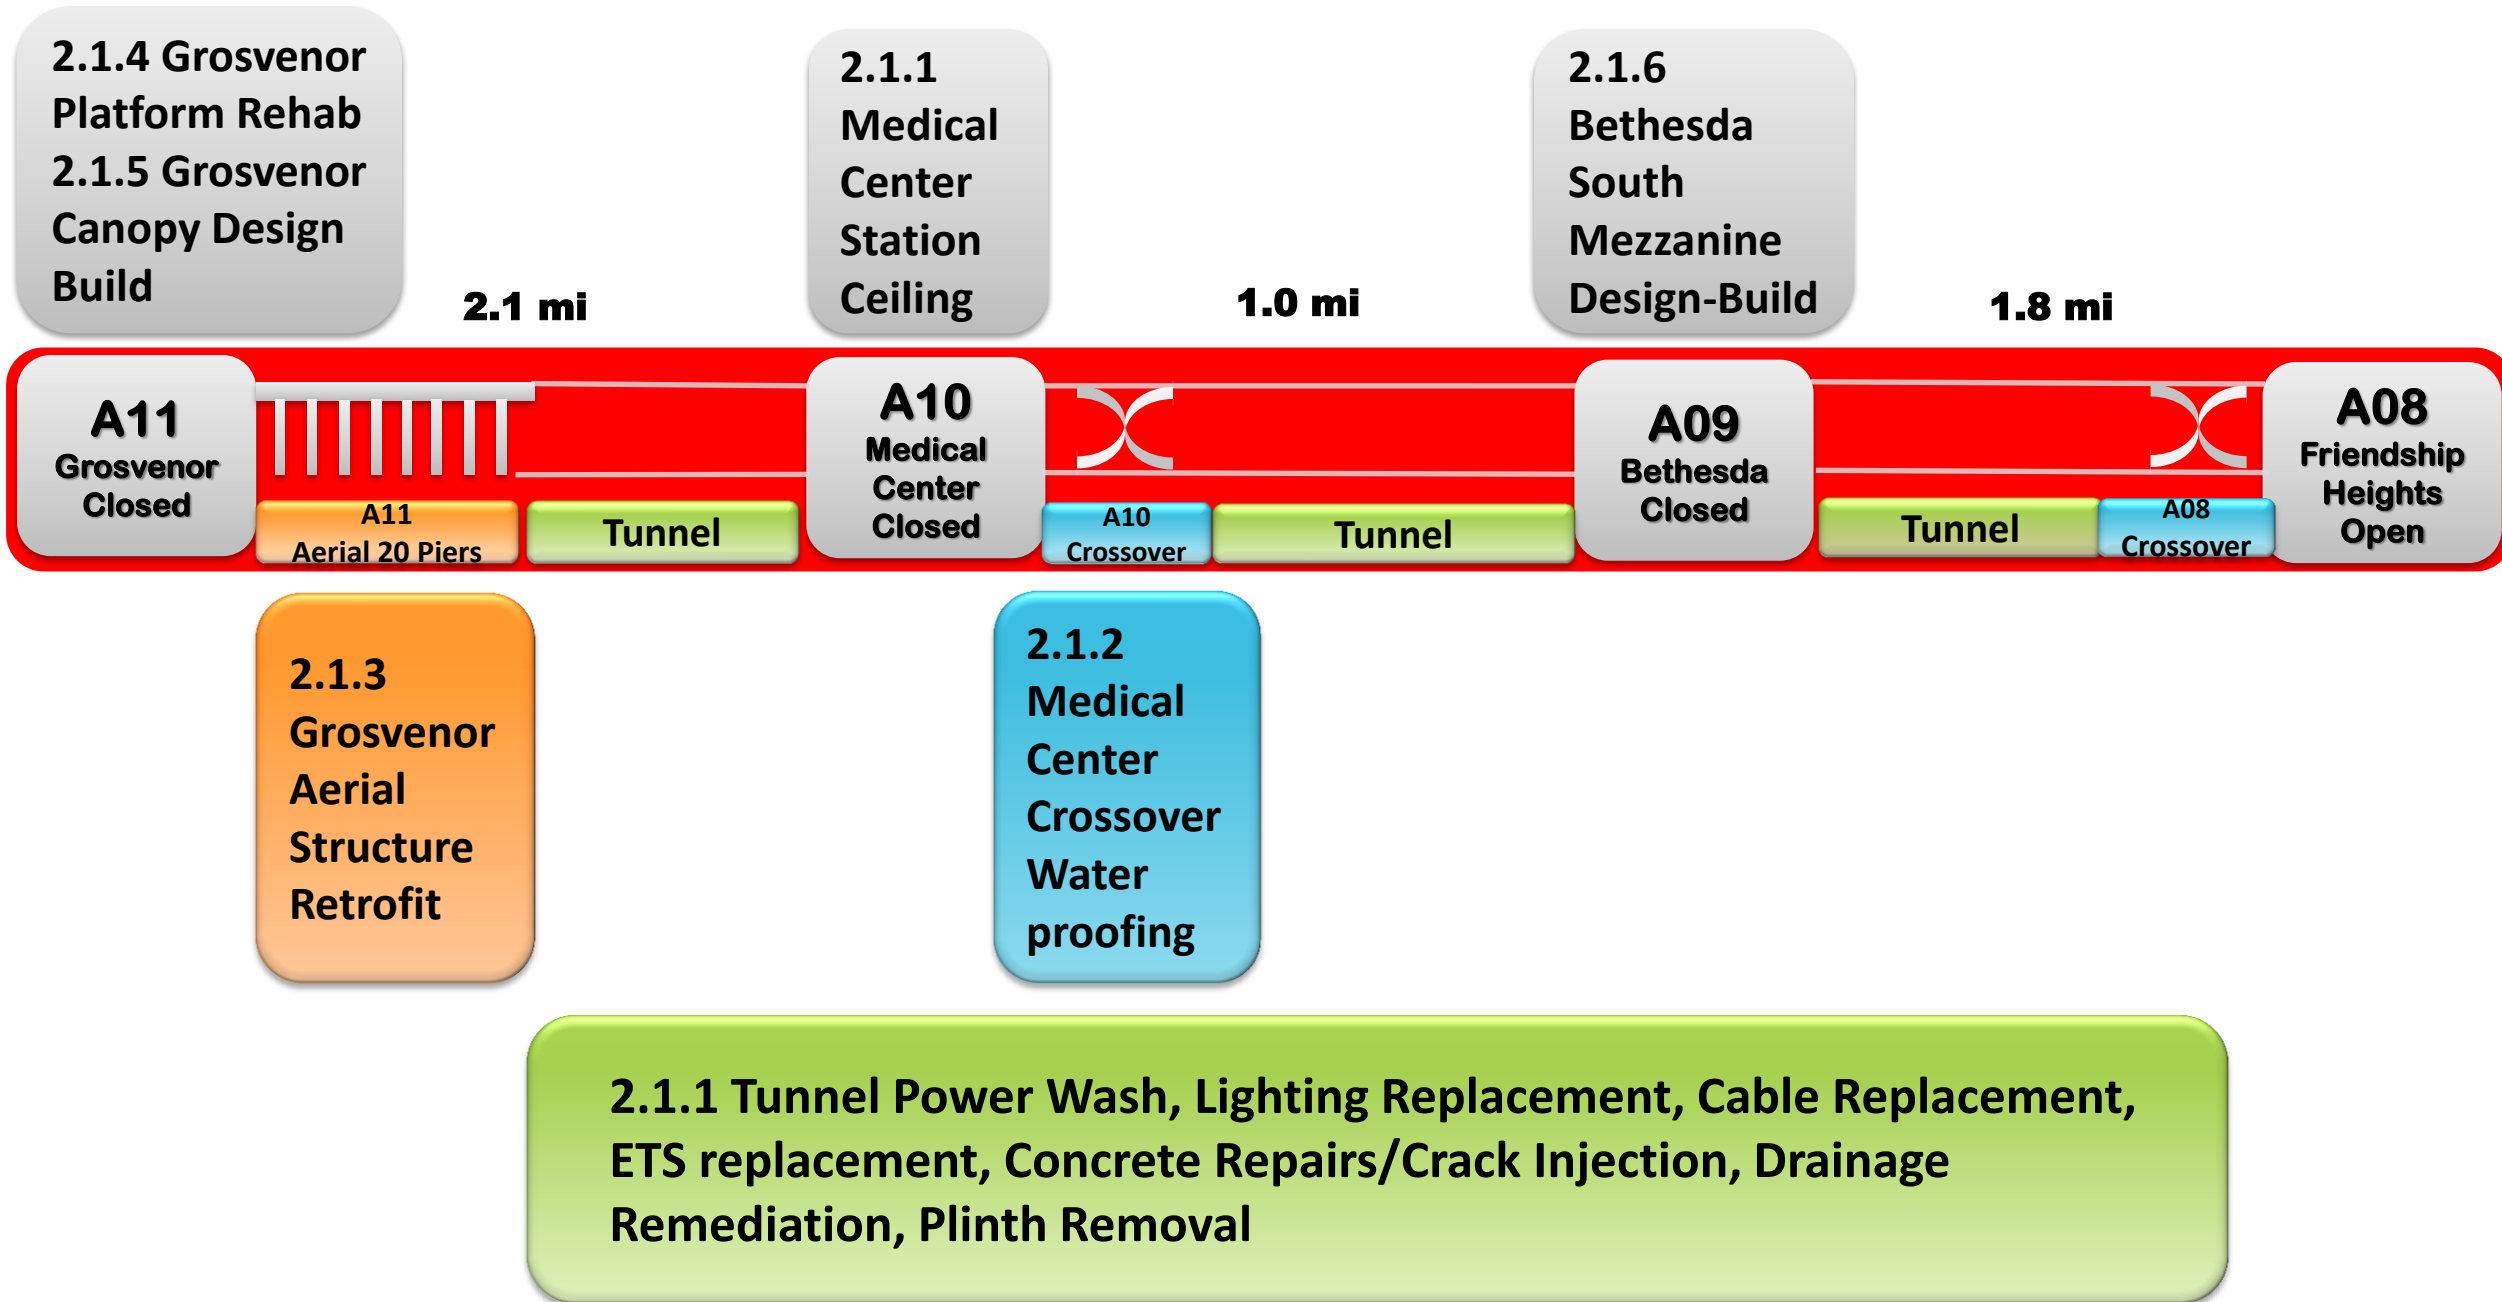 2.1.4 Grosvenor
Platform Rehab
2.1.5 Grosvenor
Canopy Design
Build
2.1 mi
2.1.1
Medical
Center
Station
Ceiling
1.0 mi
2.1.6
Bethesda
South
Mezzanine
Design-Build
1.8 mi
A11
Grosvenor
Closed
A11
Aerial 20 Piers
Tunnel
A10
Medical
Center
Closed
A10
Crossover
Tunnel
A09
Bethesda
Closed
Tunnel
A08
Crossover
A08
Friendship
Heights
Open
2.1.3
Grosvenor
Aerial
Structure
Retrofit
2.1.2
Medical
Center
Crossover
Water
proofing
2.1.1 Tunnel Power Wash, Lighting Replacement, Cable Replacement,
ETS replacement, Concrete Repairs/Crack Injection, Drainage
Remediation, Plinth Removal